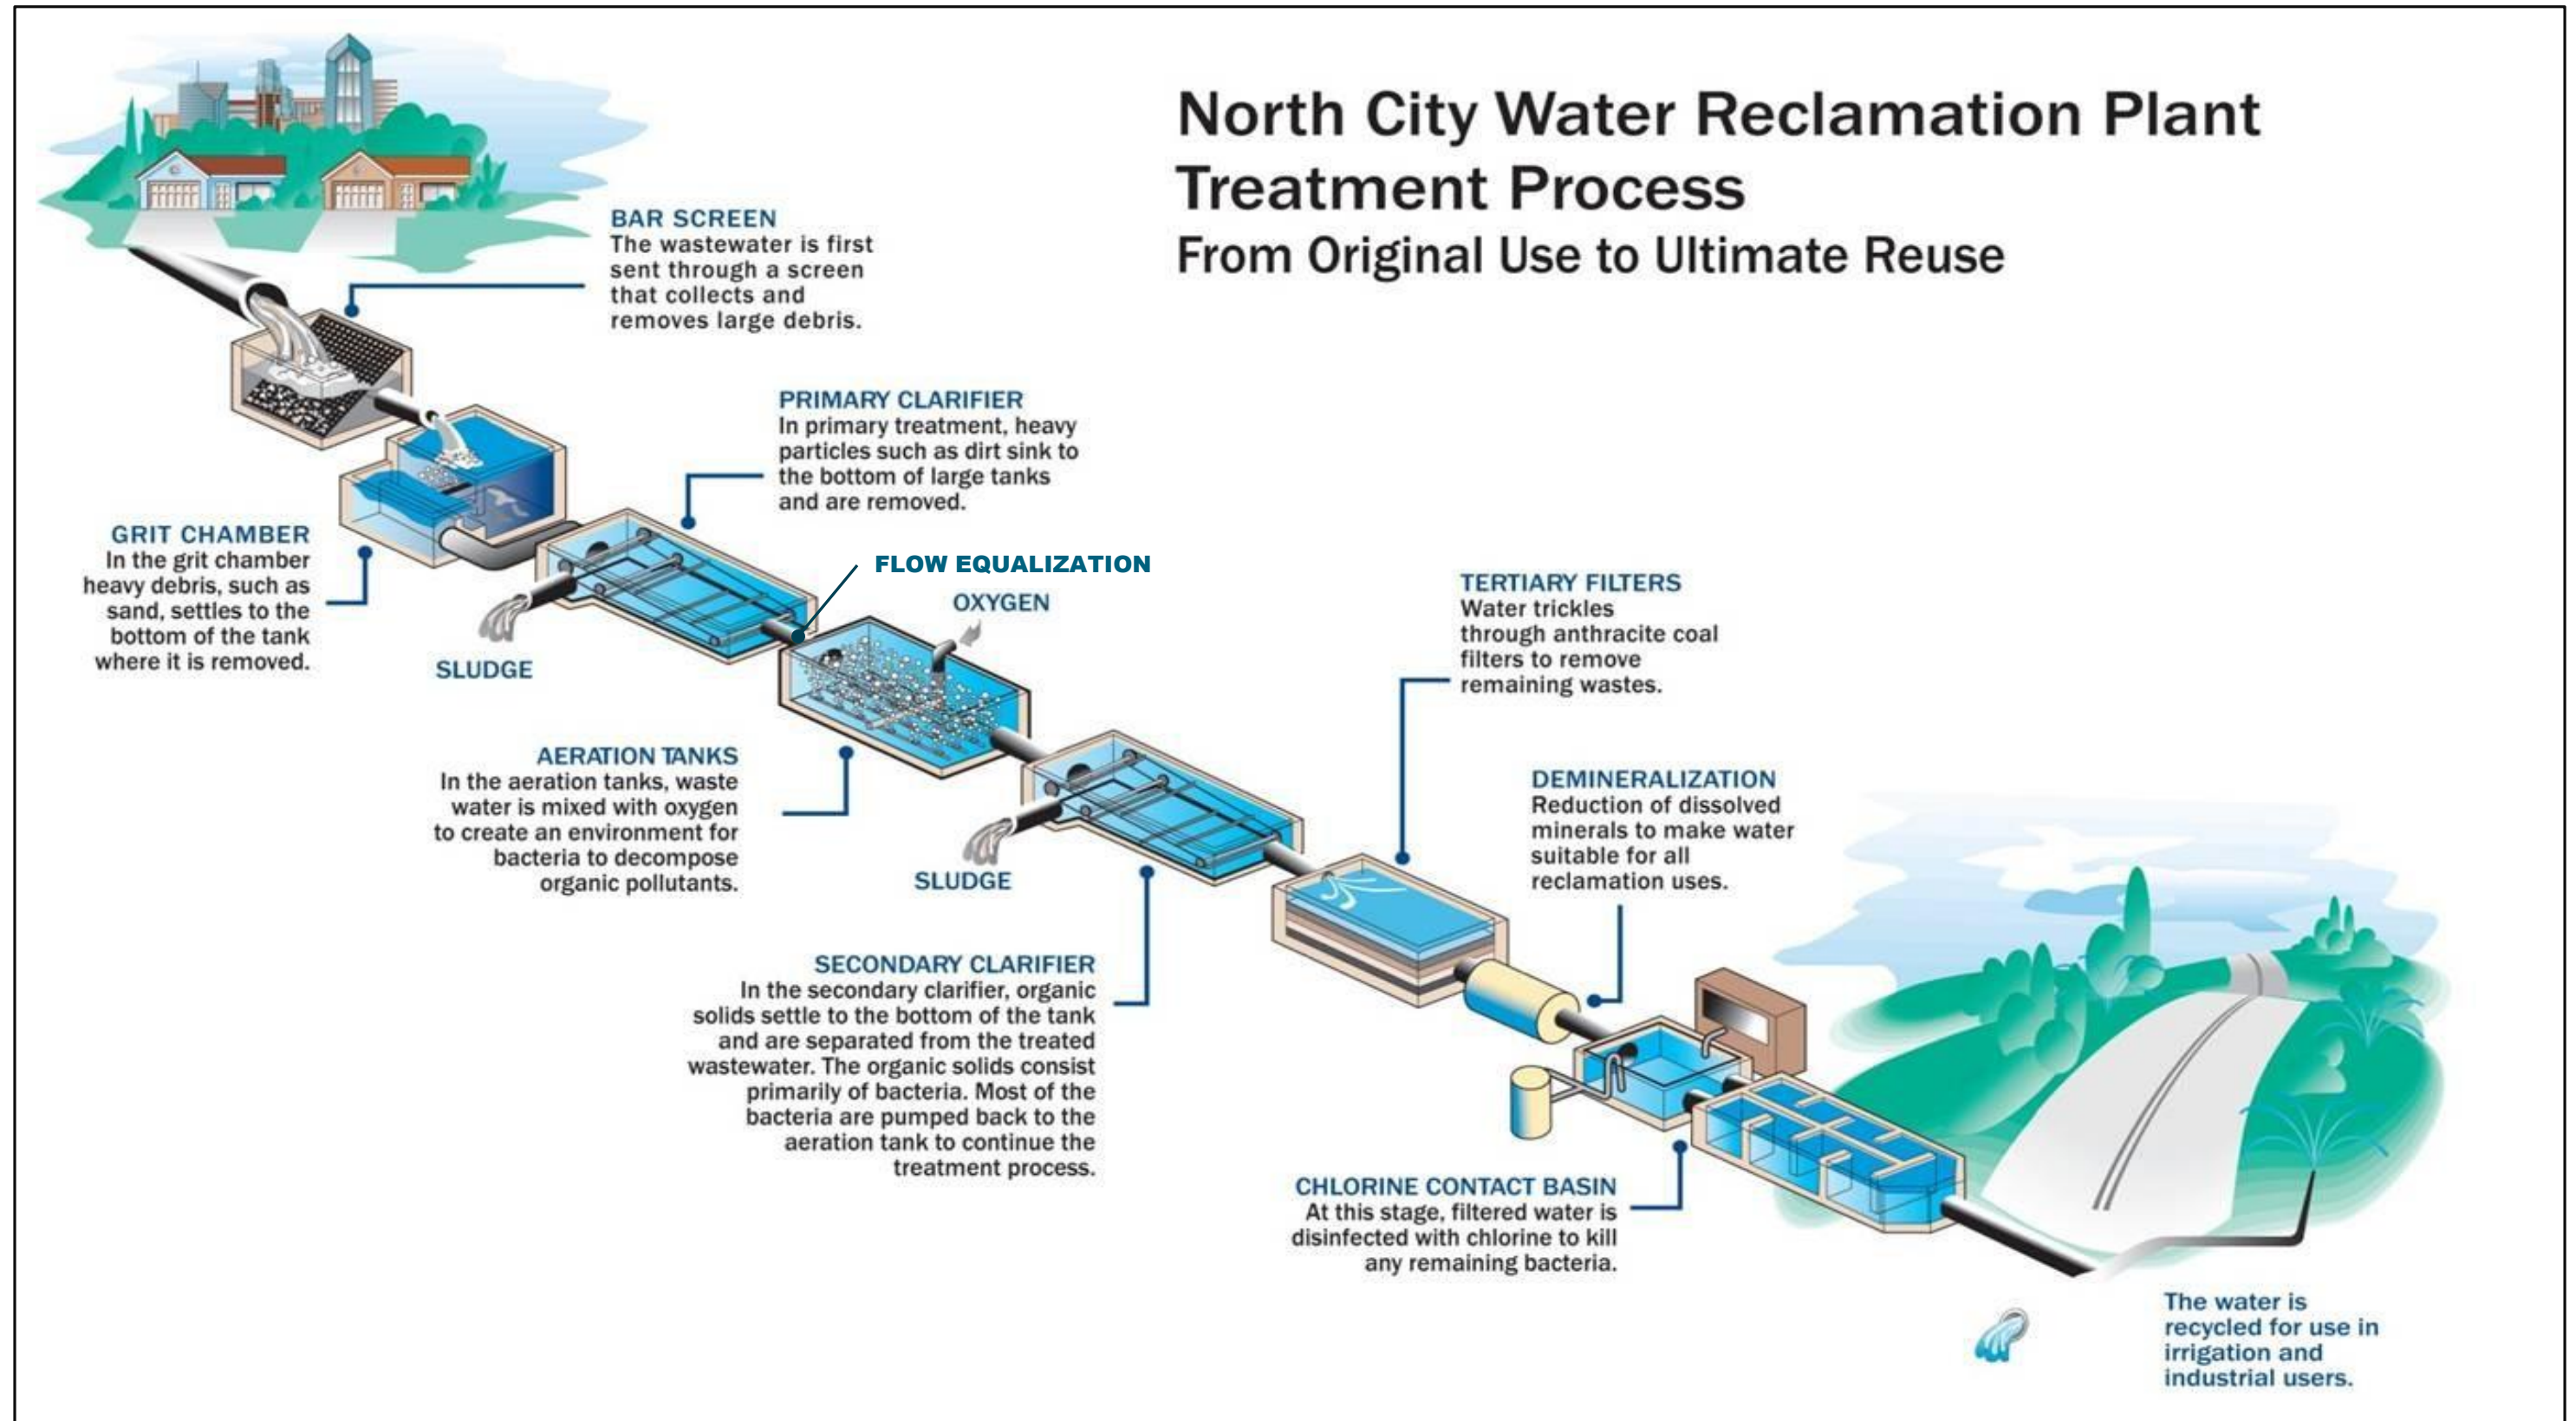 North City Water Reclamation Plant
Treatment Process
From Original Use to Ultimate Reuse
BAR SCREEN
The wastewater is first
sent through a screen
that collects and
removes large debris.
PRIMARY CLARIFIER
In primary treatment, heavy
particles such as dirt sink to
the bottom of large tanks
and are removed.
GRIT CHAMBER
In the grit chamber
heavy debris, such as
sand, settles to the
bottom of the tank
where it is removed.
FLOW EQUALIZATION
OXYGEN
SLUDGE
TERTIARY FILTERS
Water trickles
through anthracite coal
filters to remove
remaining wastes.
AERATION TANKS
In the aeration tanks, waste
water is mixed with oxygen
to create an environment for
bacteria to decompose
organic pollutants.
DEMINERALIZATION
Reduction of dissolved
minerals to make water
suitable for all
reclamation uses.
SLUDGE
SECONDARY CLARIFIER
In the secondary clarifier, organic
solids settle to the bottom of the tank
and are separated from the treated
wastewater. The organic solids consist
primarily of bacteria. Most of the
bacteria are pumped back to the
aeration tank to continue the
treatment process.
CHLORINE CONTACT BASIN
At this stage, filtered water is
disinfected with chlorine to kill
any remaining bacteria.
The water is
recycled for use in
irrigation and
industrial users.